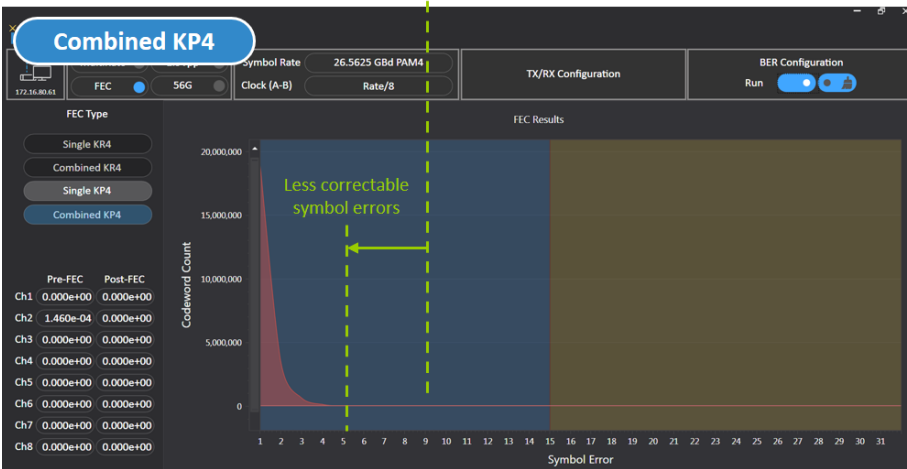 Combined KP4
172.16.80.61
FEC
56G
Symbol Rate
26.5625 GBd PAM4
Clock (A-B)
Rate/8
TX/RX Configuration
BER Configuration
Run
FEC Type
Single KR4
Combined KR4
Single KP4
Combined KP4
Pre-FEC Post-FEC
Ch1 0.000e+00 0.000e+00
Ch2 1.460e-04 0.000e+00
Ch3 0.000e+00 0.000e+00
Ch4 0.000e+00 0.000e+00
Ch5 0.000e+00 0.000e+00
Ch6 0.000e+00 0.000e+00
Ch7 0.000e+00 0.000e+00
Ch8 0.000e+00 0.000e+00
FEC Results
Less correctable
symbol errors
Codeword Count
20,000,000
15,000,000
10,000,000
5,000,000
0
1 2 3 4 5 6 7 8 9 10 11 12 13 14 15 16 17 18 19 20 21 22 23 24 25 26 27 28 29 30 31
Symbol Error